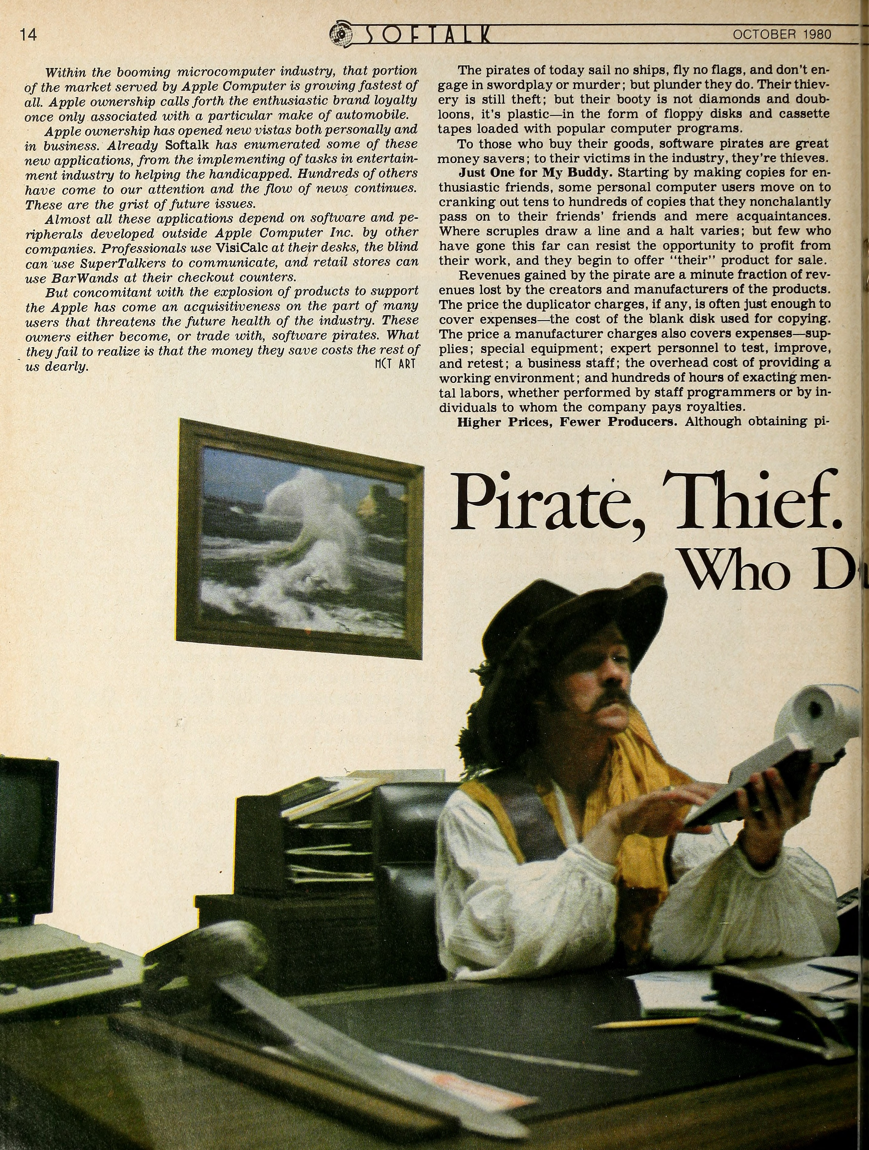 14
SOFTALK
OCTOBER 1980
Within the booming microcomputer industry, that portion
of the market served by Apple Computer is growing fastest of
all. Apple ownership calls forth the enthusiastic brand loyalty
once only associated with a particular make of automobile.
Apple ownership has opened new vistas both personally and
in business. Already Softalk has enumerated some of these
new applications, from the implementing of tasks in entertain-
ment industry to helping the handicapped. Hundreds of others
have come to our attention and the flow of news continues.
These are the grist of future issues.
Almost all these applications depend on software and pe-
ripherals developed outside Apple Computer Inc. by other
companies. Professionals use VisiCalc at their desks, the blind
can use SuperTalkers to communicate, and retail stores can
use BarWands at their checkout counters.
But concomitant with the explosion of products to support
the Apple has come an acquisitiveness on the part of many
users that threatens the future health of the industry. These
owners either become, or trade with, software pirates. What
they fail to realize is that the money they save costs the rest of
us dearly. MCT ART
The pirates of today sail no ships, fly no flags, and don't en-
gage in swordplay or murder; but plunder they do. Their thiev-
ery is still theft; but their booty is not diamonds and doub-
loons, it's plastic—in the form of floppy disks and cassette
tapes loaded with popular computer programs.
To those who buy their goods, software pirates are great
money savers; to their victims in the industry, they're thieves.
Just One for My Buddy. Starting by making copies for en-
thusiastic friends, some personal computer users move on to
cranking out tens to hundreds of copies that they nonchalantly
pass on to their friends' friends and mere acquaintances.
Where scruples draw a line and a halt varies; but few who
have gone this far can resist the opportunity to profit from
their work, and they begin to offer "their" product for sale.
Revenues gained by the pirate are a minute fraction of rev-
enues lost by the creators and manufacturers of the products.
The price the duplicator charges, if any, is often just enough to
cover expenses—the cost of the blank disk used for copying.
The price a manufacturer charges also covers expenses—sup-
plies; special equipment; expert personnel to test, improve,
and retest; a business staff; the overhead cost of providing a
working environment; and hundreds of hours of exacting men-
tal labors, whether performed by staff programmers or by in-
dividuals to whom the company pays royalties.
Higher Prices, Fewer Producers. Although obtaining pi-
Pirate, Thief.
Who D